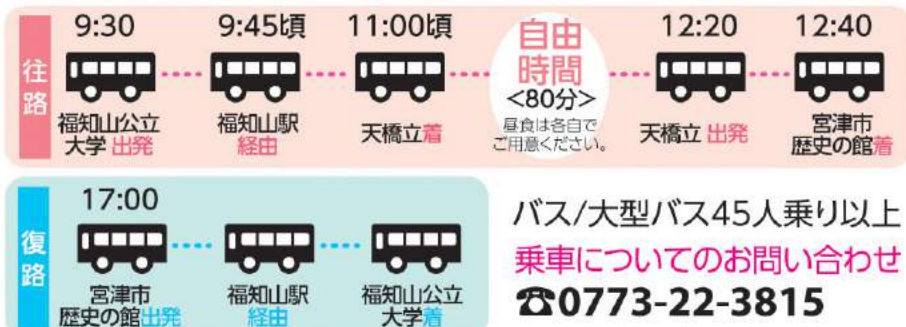 往路
9:30
福知山公立
大学 出発
9:45頃
福知山駅
経由
11:00頃
天橋立着
自由
時間
<80分>
昼食は各自で
ご用意ください。
12:20
天橋立 出発
12:40
宮津市
歴史の館着
復路
17:00
宮津市
歴史の館出発
福知山駅
経由
福知山公立
大学着
バス/大型バス45人乗り以上
乗車についてのお問い合わせ
☎0773-22-3815